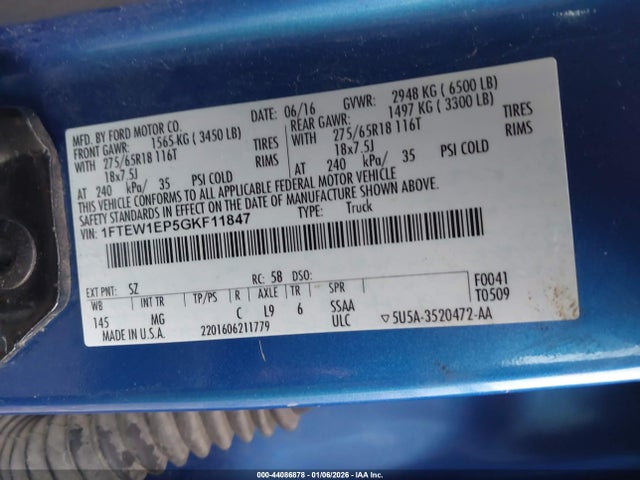 MFD. BY FORD MOTOR CO.
DATE: 06/16 GVWR: 2948 KG ( 6500 LB)
FRONT GAWR: 1565 KG ( 3450 LB)
REAR GAWR: 1497 KG ( 3300 LB)
WITH 275/65R18 116T TIRES
WITH 275/65R18 116T TIRES
18x7.5J RIMS
18x7.5J RIMS
AT 240 kPa/ 35 PSI COLD
AT 240 kPa/ 35 PSI COLD
THIS VEHICLE CONFORMS TO ALL APPLICABLE FEDERAL MOTOR VEHICLE
SAFETY STANDARDS IN EFFECT ON THE DATE OF MANUFACTURE SHOWN ABOVE.
VIN: 1FTEW1EP5GKF11847
TYPE: Truck
EXT PNT: SZ RC: 58 DSO: F0041
WB INT TR TP/PS R AXLE TR SPR T0509
145 MG C L9 6 SSAA
MADE IN U.S.A. 2201606211779 ULC ▽5U5A-3520472-AA
000-44086878 | 01/06/2026 - IAA Inc.